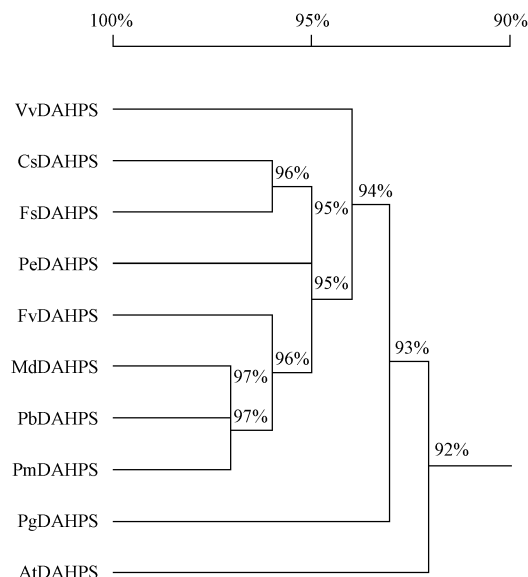 100% 95% 90%
VvDAHPS
CsDAHPS
96%
94%
FsDAHPS
95%
PeDAHPS
95%
FvDAHPS
93%
96%
MdDAHPS
97%
PbDAHPS
97%
92%
PmDAHPS
PgDAHPS
AtDAHPS